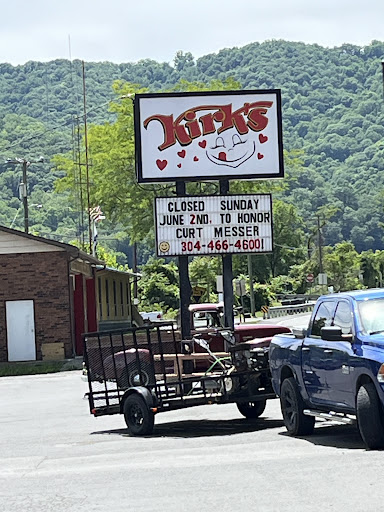 Kirk's
CLOSED SUNDAY
JUNE 2ND. TO HONOR
CURT MESSER
304-466-4600!